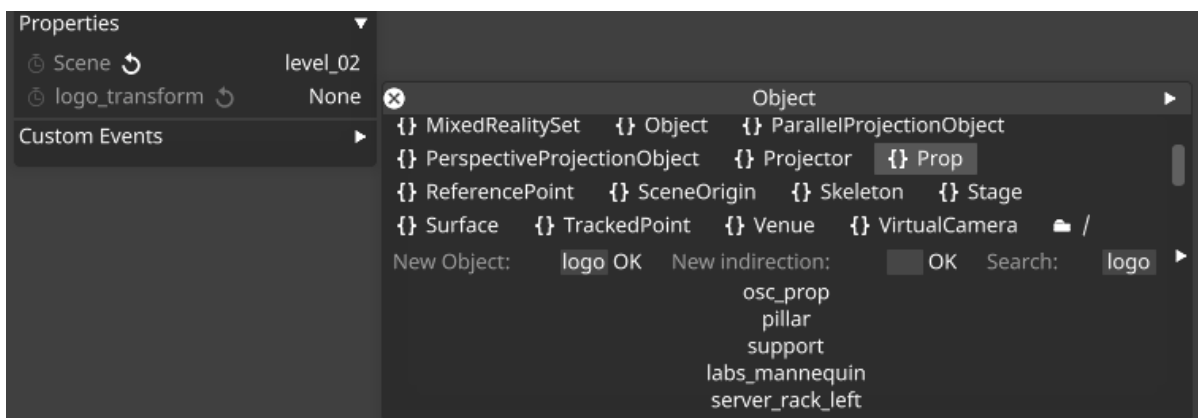 Properties
Scene level_02
logo_transform None
Custom Events
Object
{} MixedRealitySet {} Object {} ParallelProjectionObject
{} PerspectiveProjectionObject {} Projector {} Prop
{} ReferencePoint {} SceneOrigin {} Skeleton {} Stage
{} Surface {} TrackedPoint {} Venue {} VirtualCamera /
New Object: logo OK New indirection: OK Search: logo
osc_prop
pillar
support
labs_mannequin
server_rack_left